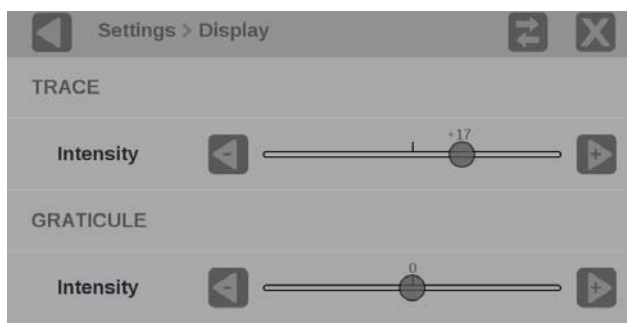 Settings > Display
TRACE
+17
Intensity - +
GRATICULE
0
Intensity - +